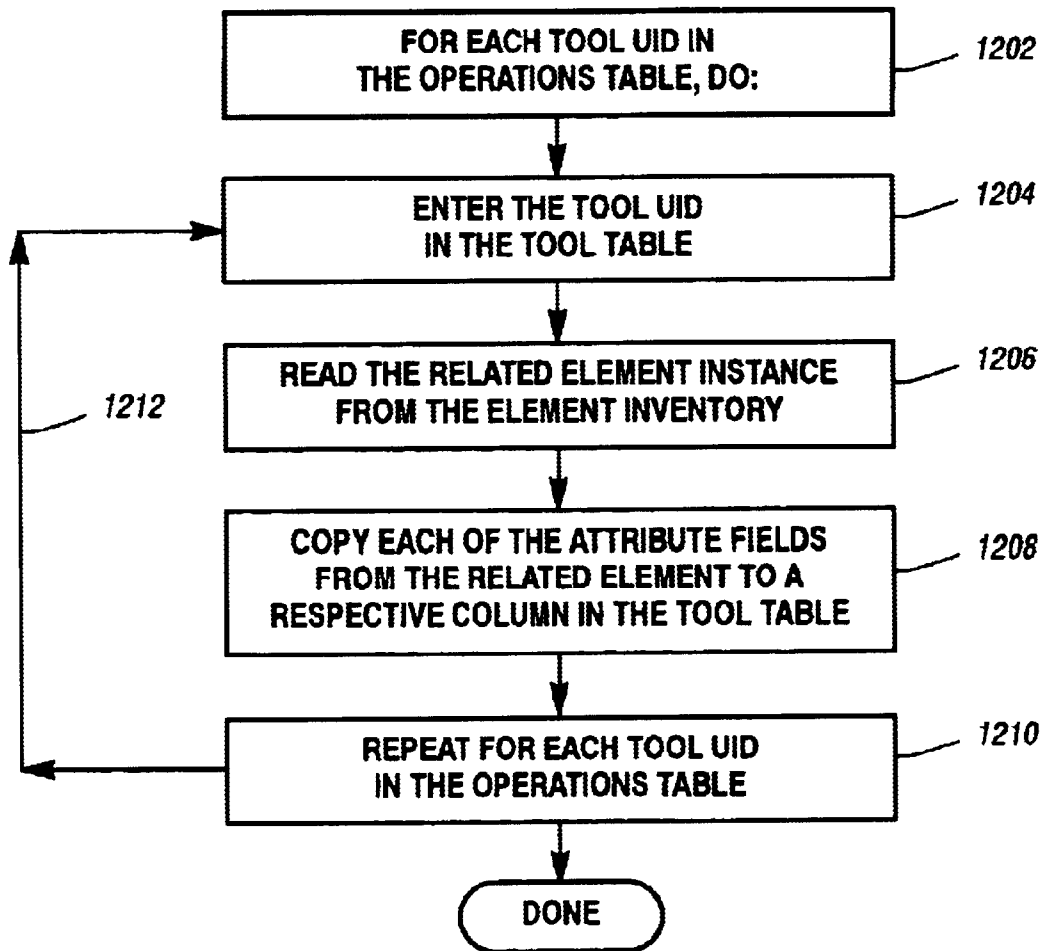 FOR EACH TOOL UID IN
THE OPERATIONS TABLE, DO:
1202
ENTER THE TOOL UID
IN THE TOOL TABLE
1204
READ THE RELATED ELEMENT INSTANCE
FROM THE ELEMENT INVENTORY
1206
1212
COPY EACH OF THE ATTRIBUTE FIELDS
FROM THE RELATED ELEMENT TO A
RESPECTIVE COLUMN IN THE TOOL TABLE
1208
REPEAT FOR EACH TOOL UID
IN THE OPERATIONS TABLE
1210
DONE